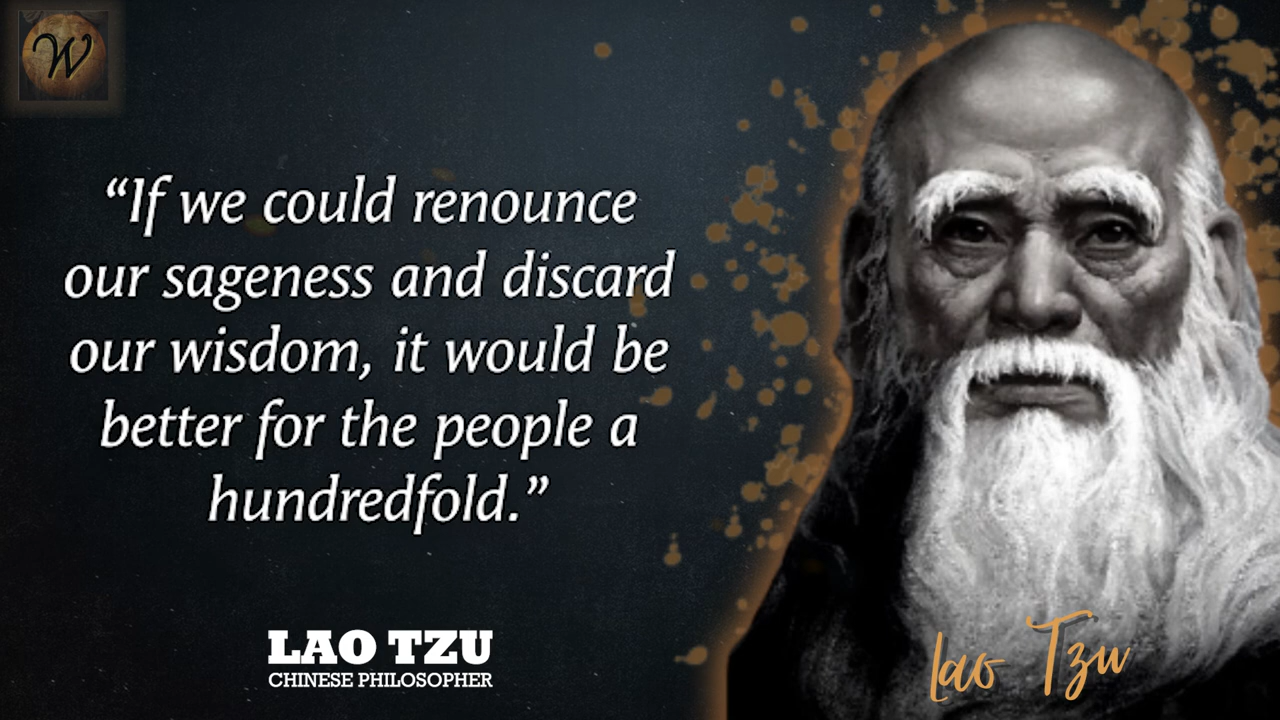 W
“If we could renounce
our sageness and discard
our wisdom, it would be
better for the people a
hundredfold.”
LAO TZU
CHINESE PHILOSOPHER
Lao Tzu